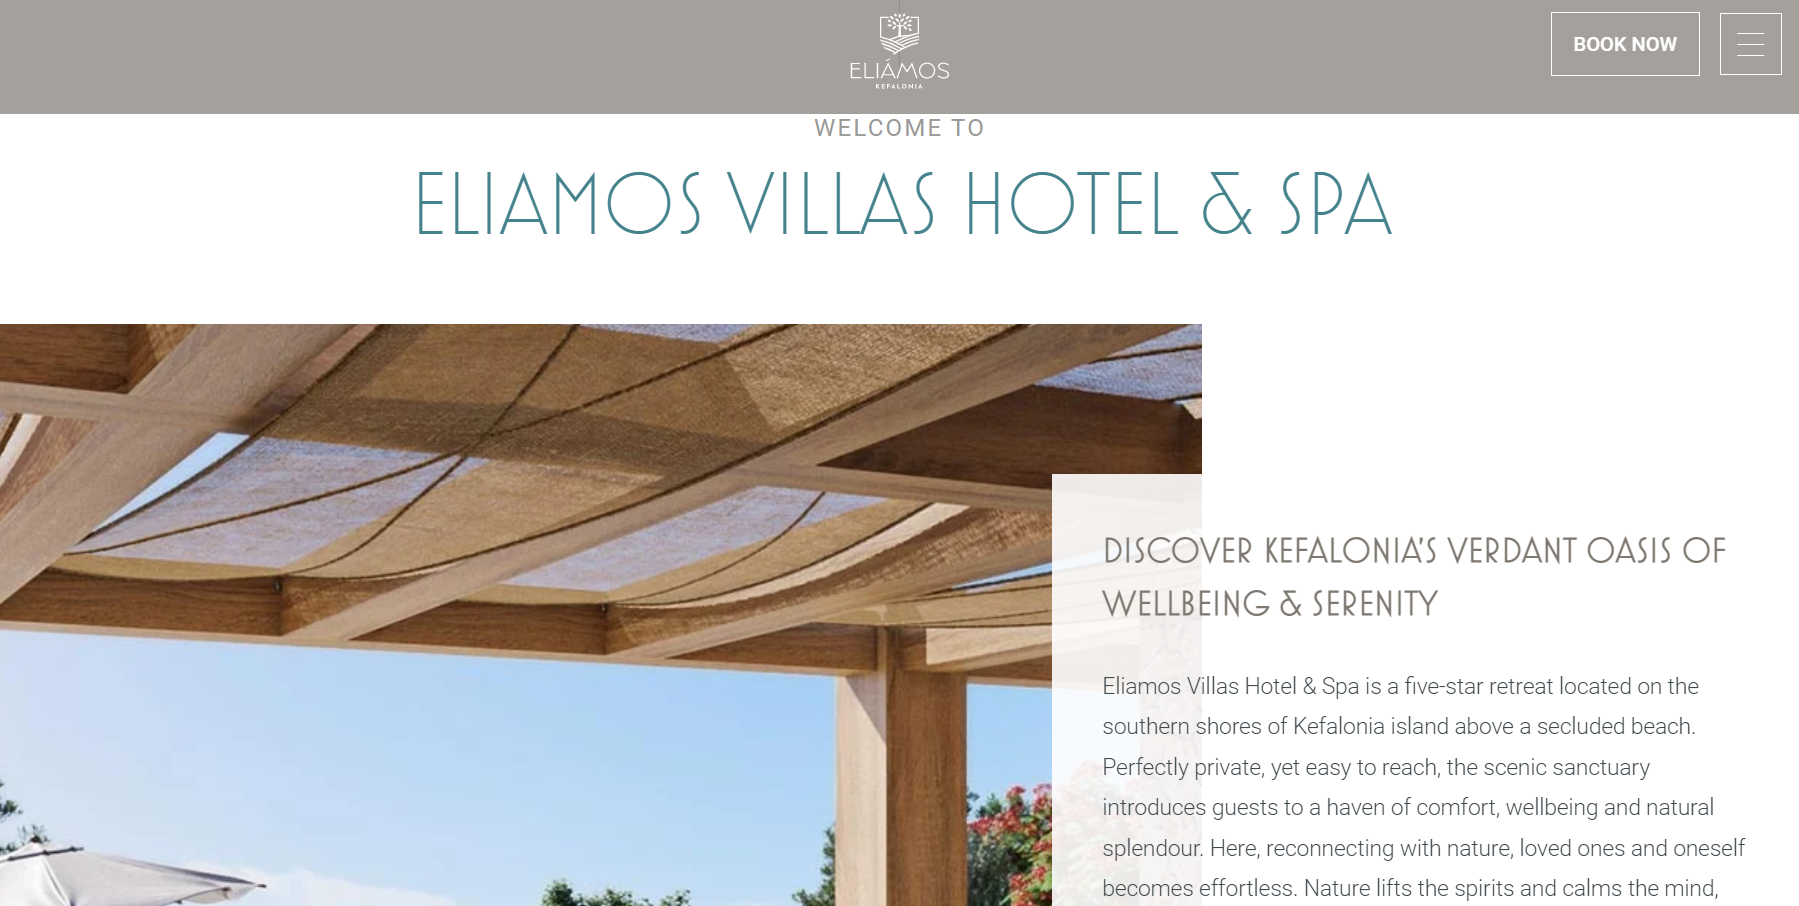 ELIÁMOS
KEFALONIA
BOOK NOW
WELCOME TO
ELIAMOS VILLAS HOTEL & SPA
DISCOVER KEFALONIA'S VERDANT OASIS OF
WELLBEING & SERENITY
Eliamos Villas Hotel & Spa is a five-star retreat located on the
southern shores of Kefalonia island above a secluded beach.
Perfectly private, yet easy to reach, the scenic sanctuary
introduces guests to a haven of comfort, wellbeing and natural
splendour. Here, reconnecting with nature, loved ones and oneself
becomes effortless. Nature lifts the spirits and calms the mind,